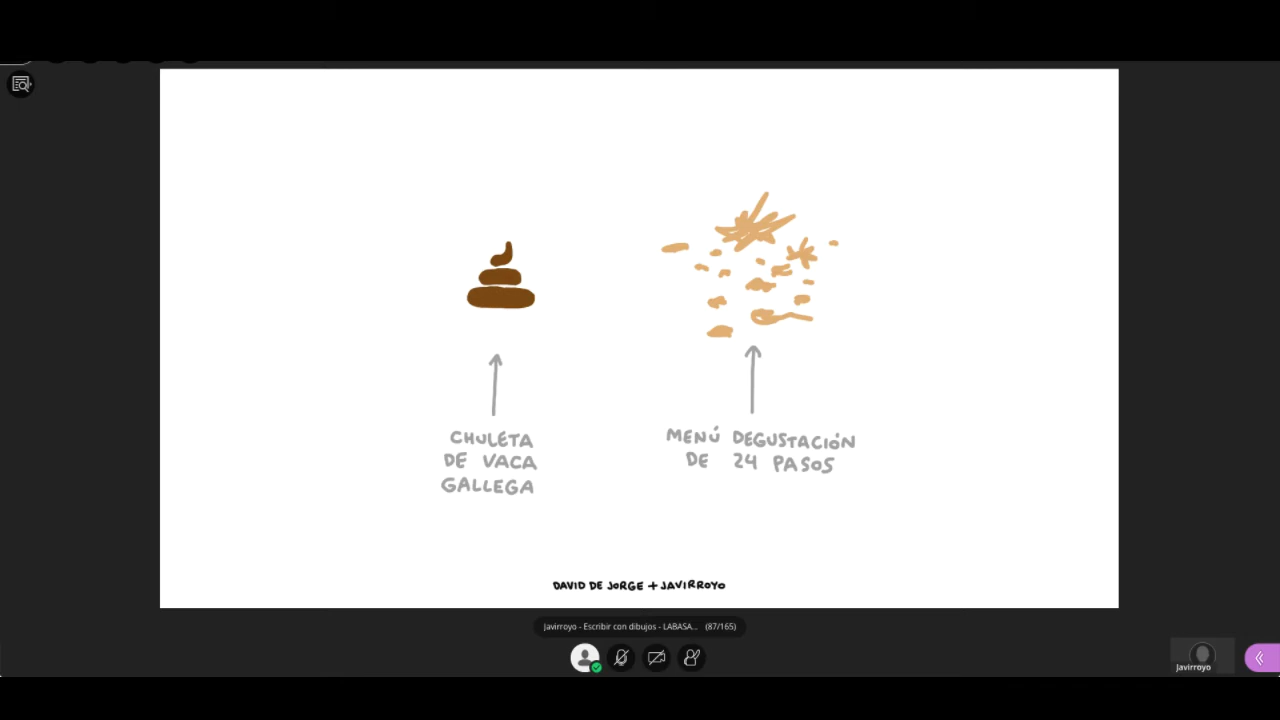 CHULETA
DE VACA
GALLEGA
MENÚ DEGUSTACIÓN
DE 24 PASOS
DAVID DE JORGE + JAVIRROYO
Javirroyo - Escribir con dibujos - LABASA... (87/165)
Javirroyo